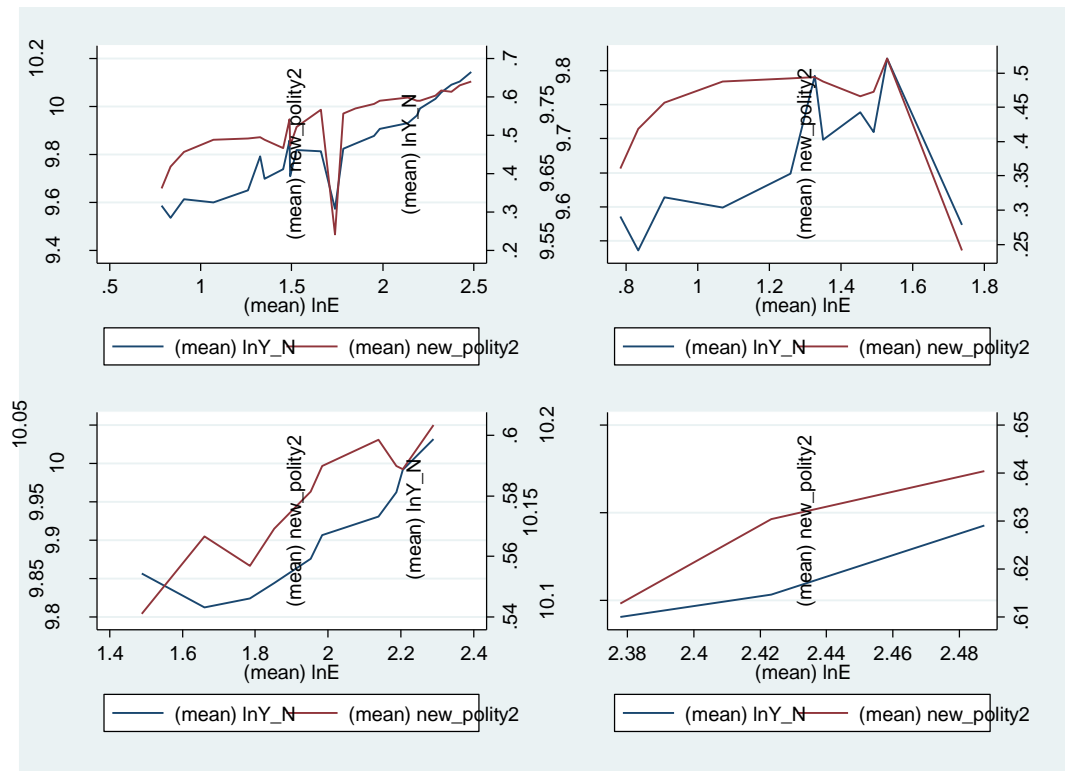 10.2
10
9.8
9.6
9.4
.7
.6
.5
.4
.3
.2
(mean) new_polity2
(mean) lnY_N
.5 1 1.5 2 2.5
(mean) lnE
(mean) lnY_N (mean) new_polity2
9.8
9.75
9.7
9.65
9.6
9.55
.5
.45
.4
.35
.3
.25
(mean) new_polity2
.8 1 1.2 1.4 1.6 1.8
(mean) lnE
(mean) lnY_N (mean) new_polity2
10.05
10
9.95
9.9
9.85
9.8
.6
.58
.56
.54
(mean) new_polity2
(mean) lnY_N
1.4 1.6 1.8 2 2.2 2.4
(mean) lnE
(mean) lnY_N (mean) new_polity2
10.2
10.15
10.1
.65
.64
.63
.62
.61
(mean) new_polity2
2.38 2.4 2.42 2.44 2.46 2.48
(mean) lnE
(mean) lnY_N (mean) new_polity2